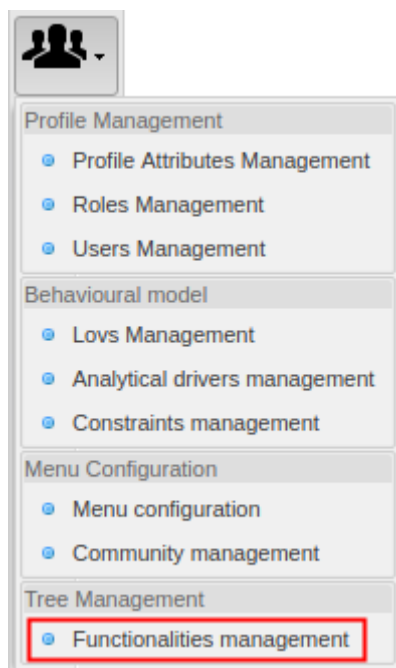 Profile Management
Profile Attributes Management
Roles Management
Users Management
Behavioural model
Lovs Management
Analytical drivers management
Constraints management
Menu Configuration
Menu configuration
Community management
Tree Management
Functionalities management